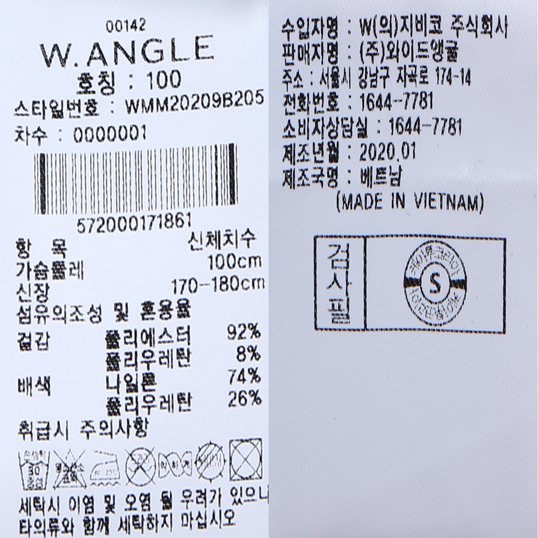 00142
W.ANGLE
호칭 : 100
스타일번호 : WMM20209B205
차수 : 0000001
572000171861
항 목 신체치수
가슴둘레 100cm
신장 170-180cm
섬유의조성 및 혼용율
겉감 폴리에스터 92%
폴리우레탄 8%
배색 나일론 74%
폴리우레탄 26%
취급시 주의사항
세탁시 이염 및 오염 될 우려가 있으니
타의류와 함께 세탁하지 마십시오
수입자명 : W(의)지비코 주식회사
판매자명 : (주)와이드앵글
주소 : 서울시 강남구 자곡로 174-14
전화번호 : 1644-7781
소비자상담실 : 1644-7781
제조년월 : 2020.01
제조국명 : 베트남
(MADE IN VIETNAM)
검사필
S